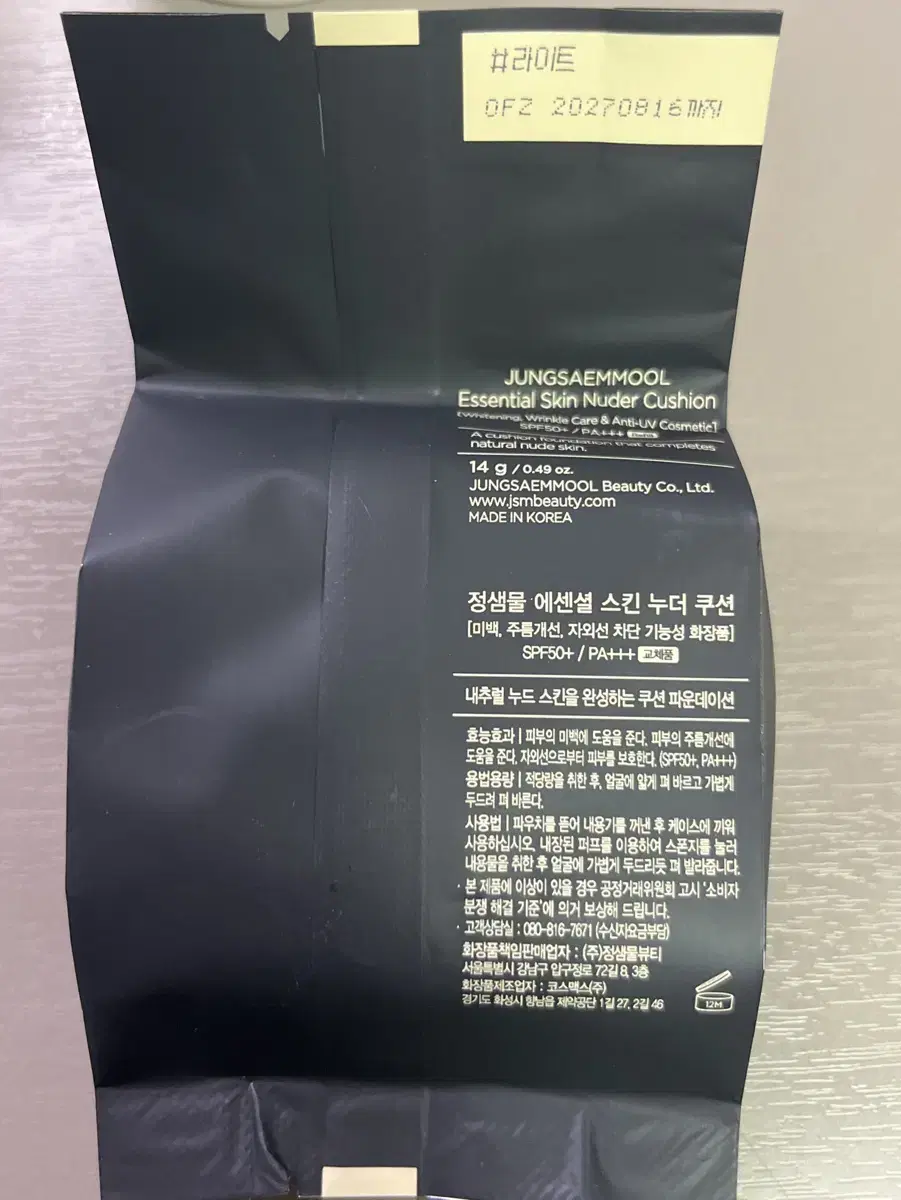 #라이트
OFZ 20270816까지
JUNGSAEMMOOL
Essential Skin Nuder Cushion
[Whitening, Wrinkle Care & Anti-UV Cosmetic]
SPF50+ / PA+++
A cushion foundation that completes
natural nude skin.
14 g / 0.49 oz.
JUNGSAEMMOOL Beauty Co., Ltd.
www.jsmbeauty.com
MADE IN KOREA
정샘물 에센셜 스킨 누더 쿠션
[미백, 주름개선, 자외선 차단 기능성 화장품]
SPF50+ / PA+++ 교체품
내추럴 누드 스킨을 완성하는 쿠션 파운데이션
효능효과 | 피부의 미백에 도움을 준다. 피부의 주름개선에
도움을 준다. 자외선으로부터 피부를 보호한다. (SPF50+, PA+++)
용법용량 | 적당량을 취한 후, 얼굴에 얇게 펴 바르고 가볍게
두드려 펴 바른다.
사용법 | 파우치를 뜯어 내용기를 꺼낸 후 케이스에 끼워
사용하십시오. 내장된 퍼프를 이용하여 스폰지를 눌러
내용물을 취한 후 얼굴에 가볍게 두드리듯 펴 발라줍니다.
· 본 제품에 이상이 있을 경우 공정거래위원회 고시 '소비자
분쟁 해결 기준'에 의거 보상해 드립니다.
· 고객상담실 : 080-816-7671 (수신자요금부담)
화장품책임판매업자 : (주)정샘물뷰티
서울특별시 강남구 압구정로 72길 8, 3층
화장품제조업자 : 코스맥스(주)
경기도 화성시 향남읍 제약공단 1길 27, 2길 46
12M